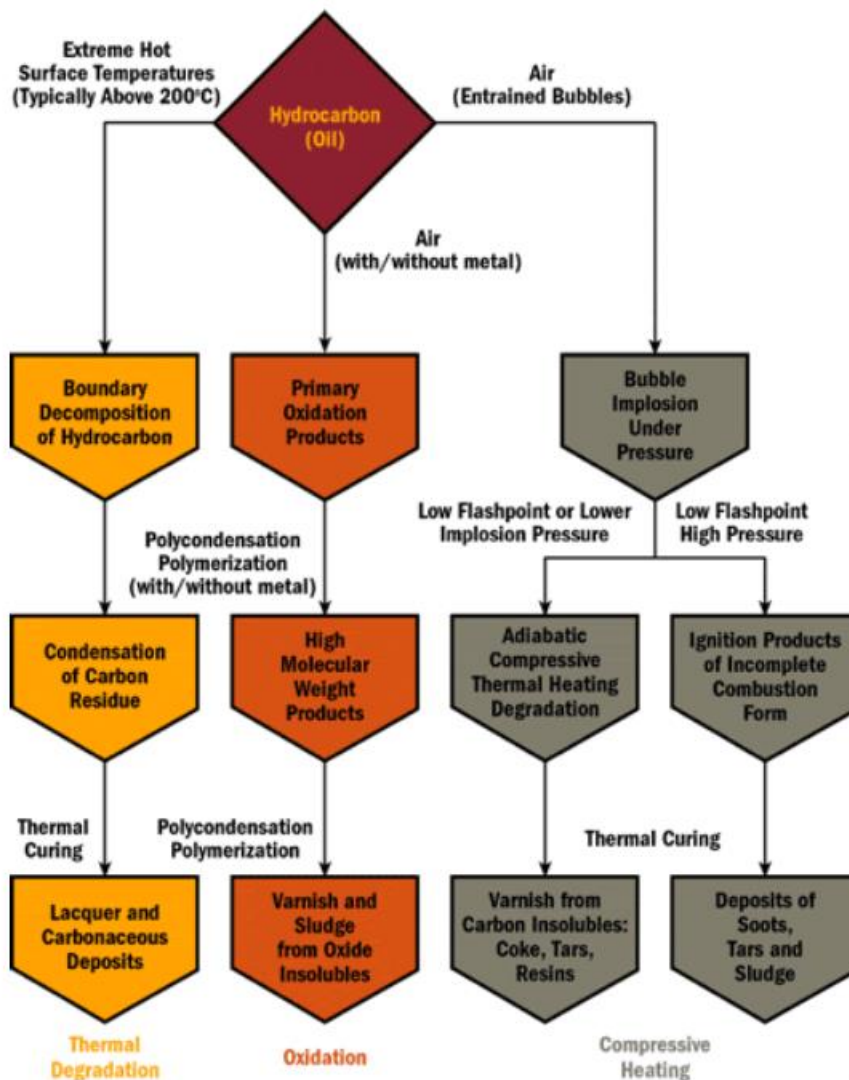 Extreme Hot
Surface Temperatures
(Typically Above 200°C)
Air
(Entrained Bubbles)
Hydrocarbon
(Oil)
Air
(with/without metal)
Boundary
Decomposition
of Hydrocarbon
Primary
Oxidation
Products
Bubble
Implosion
Under
Pressure
Low Flashpoint or Lower
Implosion Pressure
Low Flashpoint
High Pressure
Polycondensation
Polymerization
(with/without metal)
Condensation
of Carbon
Residue
High
Molecular
Weight
Products
Adiabatic
Compressive
Thermal Heating
Degradation
Ignition Products
of Incomplete
Combustion
Form
Thermal
Curing
Polycondensation
Polymerization
Thermal Curing
Lacquer and
Carbonaceous
Deposits
Varnish and
Sludge
from Oxide
Insolubles
Varnish from
Carbon Insolubles:
Coke, Tars,
Resins
Deposits of
Soots,
Tars and
Sludge
Thermal
Degradation
Oxidation
Compressive
Heating